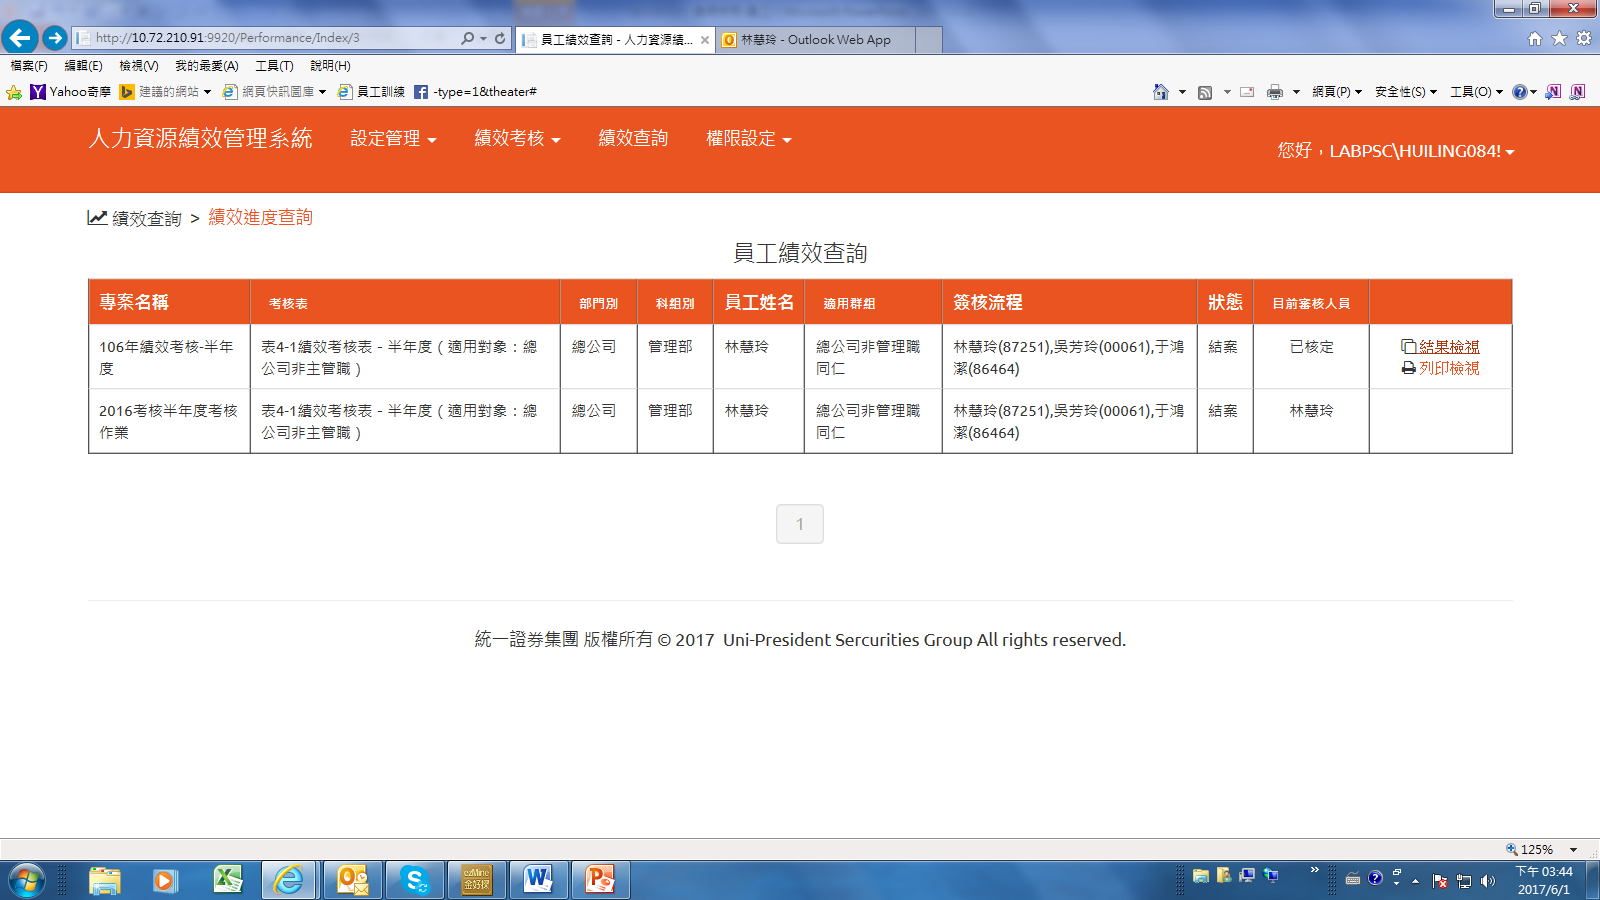 http://10.72.210.91:9920/Performance/Index/3
員工績效查詢 - 人力資源績...
林慧玲 - Outlook Web App
檔案(F) 編輯(E) 檢視(V) 我的最愛(A) 工具(T) 說明(H)
Yahoo奇摩 建議的網站 網頁快訊圖庫 員工訓練 -type=1&theater#
網頁(P) 安全性(S) 工具(O)
人力資源績效管理系統 設定管理 績效考核 績效查詢 權限設定
您好，LABPSC\HUILING084!
績效查詢 > 績效進度查詢
員工績效查詢
專案名稱 考核表 部門別 科組別 員工姓名 適用群組 簽核流程 狀態 目前審核人員
106年績效考核-半年 表4-1績效考核表 - 半年度 ( 適用對象：總 總公司 管理部 林慧玲 總公司非管理職 林慧玲(87251),吳芳玲(00061),于鴻 結案 已核定 結果檢視
度 公司非主管職 ) 同仁 潔(86464) 列印檢視
2016考核半年度考核 表4-1績效考核表 - 半年度 ( 適用對象：總 總公司 管理部 林慧玲 總公司非管理職 林慧玲(87251),吳芳玲(00061),于鴻 結案 林慧玲
作業 公司非主管職 ) 同仁 潔(86464)
1
統一證券集團 版權所有 © 2017 Uni-President Sercurities Group All rights reserved.
125%
ezMine
金好探
下午 03:44
2017/6/1